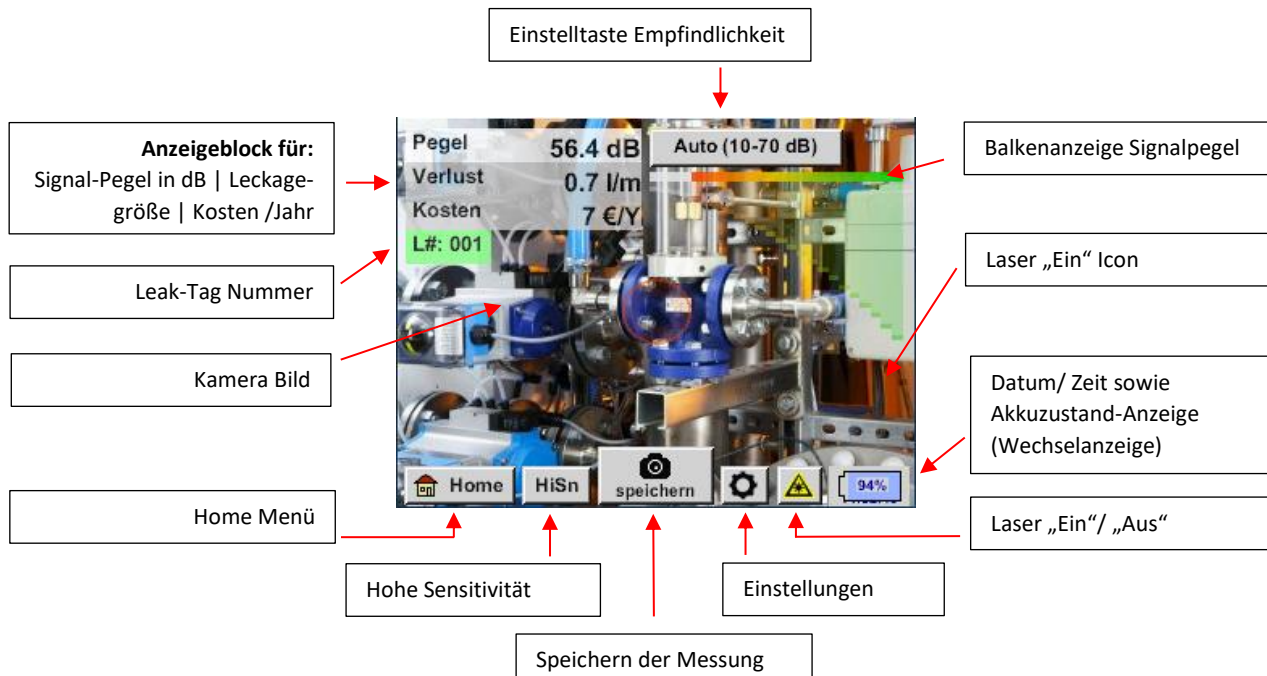 Einstelltaste Empfindlichkeit
Anzeigeblock für:
Signal-Pegel in dB | Leckage-
größe | Kosten /Jahr
Leak-Tag Nummer
Kamera Bild
Home Menü
Pegel 56.4 dB
Verlust 0.7 l/m
Kosten 7 €/Y
L#: 001
Auto (10-70 dB)
Home
HiSn
speichern
94%
Balkenanzeige Signalpegel
Laser „Ein“ Icon
Datum/ Zeit sowie
Akkuzustand-Anzeige
(Wechselanzeige)
Laser „Ein“/ „Aus“
Hohe Sensitivität
Einstellungen
Speichern der Messung